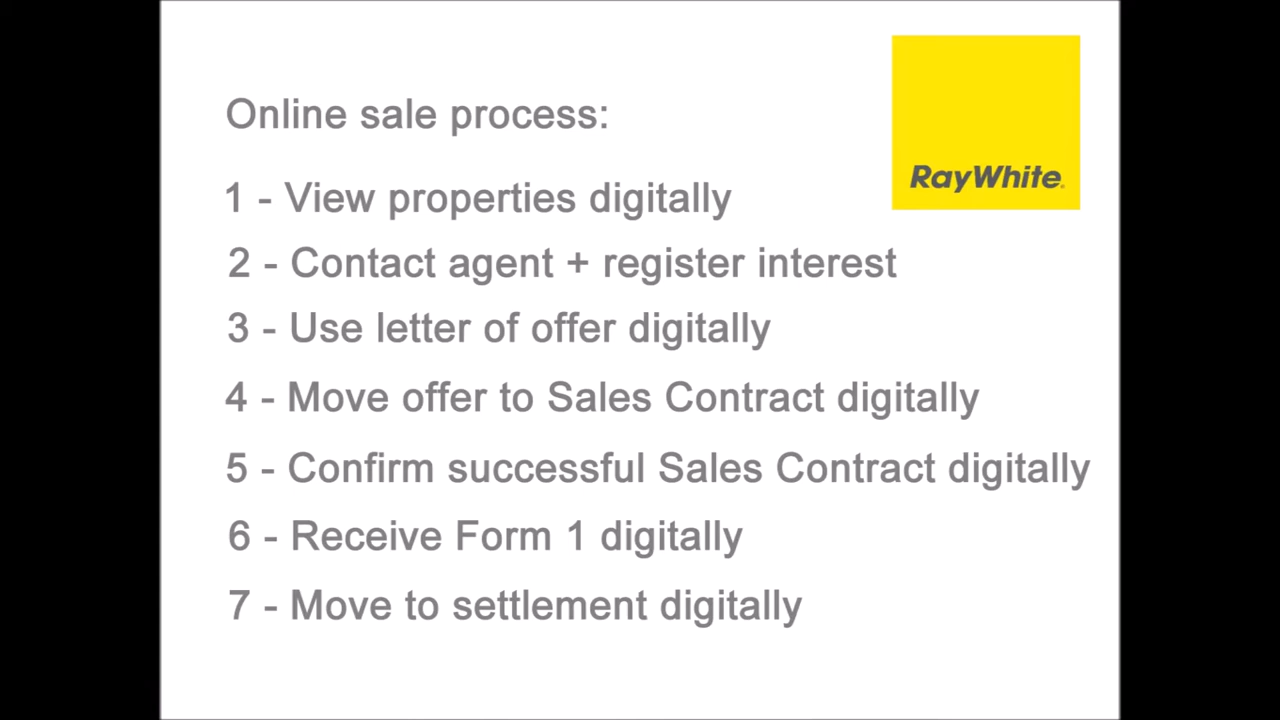 Online sale process:
RayWhite.
1 - View properties digitally
2 - Contact agent + register interest
3 - Use letter of offer digitally
4 - Move offer to Sales Contract digitally
5 - Confirm successful Sales Contract digitally
6 - Receive Form 1 digitally
7 - Move to settlement digitally